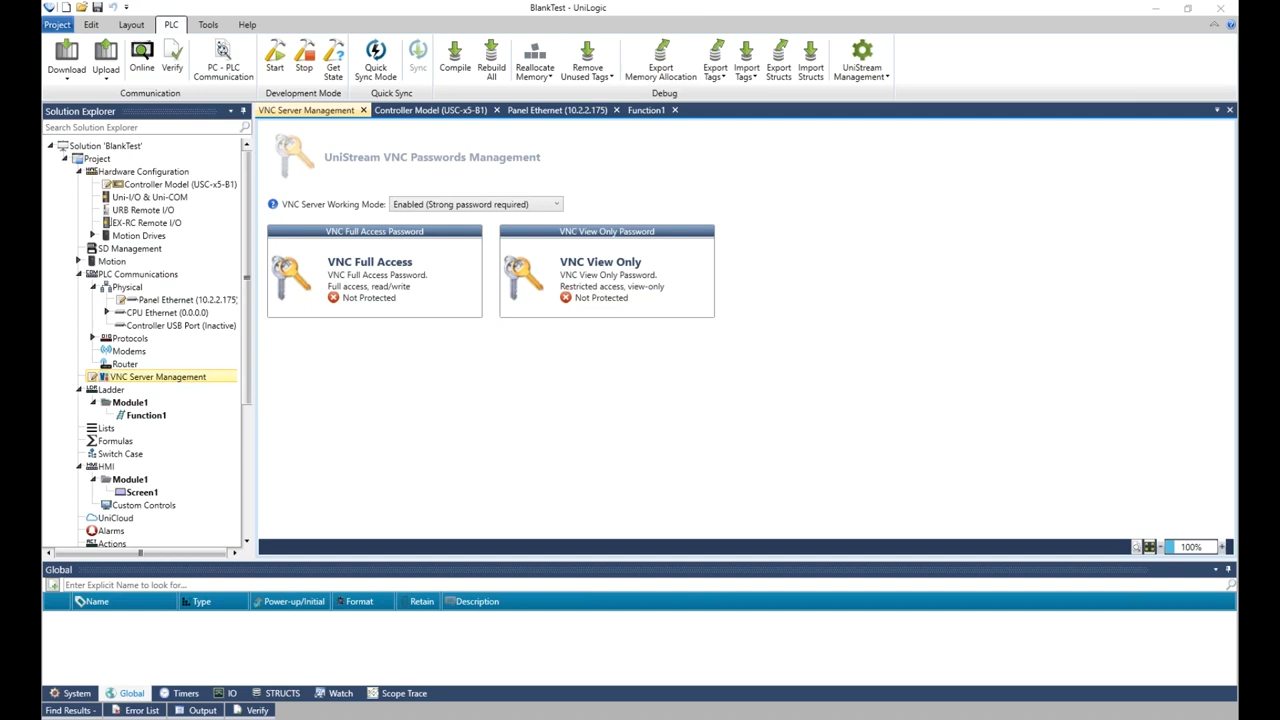 BlankTest - UniLogic
Project Edit Layout PLC Tools Help
Download Upload Online Verify PC - PLC Communication Start Stop Get State Quick Sync Mode Sync Compile Rebuild All Reallocate Memory Remove Unused Tags Export Memory Allocation Export Tags Import Tags Export Structs Import Structs UniStream Management
Communication Development Mode Quick Sync Debug
Solution Explorer
Search Solution Explorer
Solution 'BlankTest'
Project
Hardware Configuration
Controller Model (USC-x5-B1)
Uni-I/O & Uni-COM
URB Remote I/O
EX-RC Remote I/O
Motion Drives
SD Management
Motion
PLC Communications
Physical
Panel Ethernet (10.2.2.175)
CPU Ethernet (0.0.0.0)
Controller USB Port (Inactive)
Protocols
Modems
Router
VNC Server Management
Ladder
Module1
Function1
Lists
Formulas
Switch Case
HMI
Module1
Screen1
Custom Controls
UniCloud
Alarms
Actions
VNC Server Management Controller Model (USC-x5-B1) Panel Ethernet (10.2.2.175) Function1
UniStream VNC Passwords Management
VNC Server Working Mode: Enabled (Strong password required)
VNC Full Access Password
VNC Full Access
VNC Full Access Password.
Full access, read/write
Not Protected
VNC View Only Password
VNC View Only
VNC View Only Password.
Restricted access, view-only
Not Protected
100%
Global
Enter Explicit Name to look for...
Name Type Power-up/Initial Format Retain Description
System Global Timers IO STRUCTS Watch Scope Trace
Find Results - Error List Output Verify